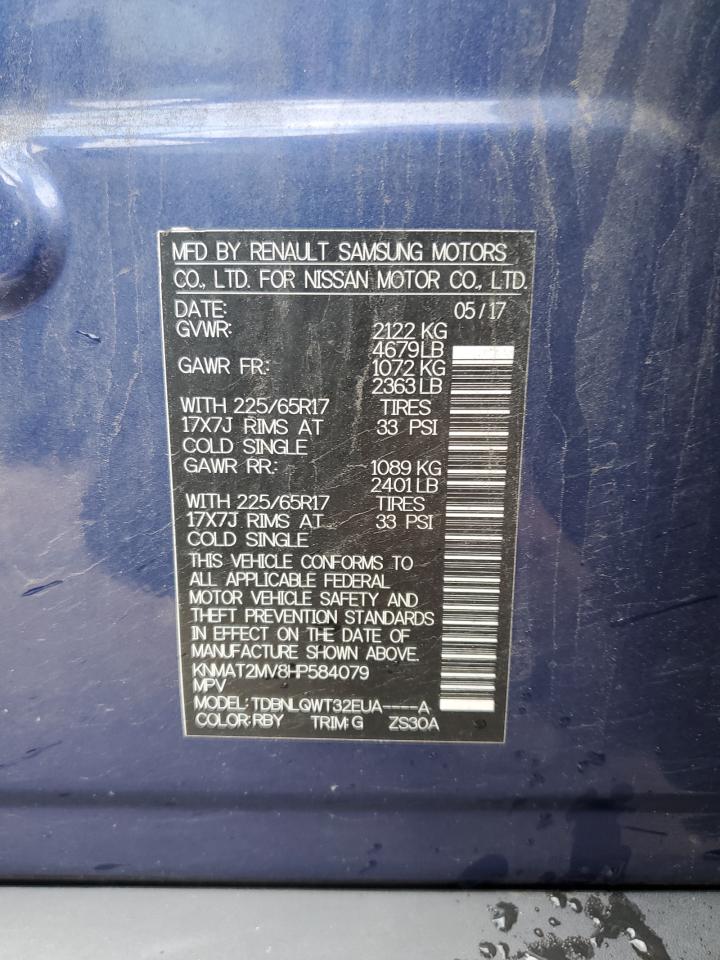 MFD BY RENAULT SAMSUNG MOTORS
CO., LTD. FOR NISSAN MOTOR CO., LTD.
DATE: 05/17
GVWR: 2122 KG
4679LB
GAWR FR: 1072 KG
2363 LB
WITH 225/65R17 TIRES
17X7J RIMS AT 33 PSI
COLD SINGLE
GAWR RR: 1089 KG
2401 LB
WITH 225/65R17 TIRES
17X7J RIMS AT 33 PSI
COLD SINGLE
THIS VEHICLE CONFORMS TO
ALL APPLICABLE FEDERAL
MOTOR VEHICLE SAFETY AND
THEFT PREVENTION STANDARDS
IN EFFECT ON THE DATE OF
MANUFACTURE SHOWN ABOVE.
KNMAT2MV8HP584079
MPV
MODEL: TDBNLQWT32EUA----A
COLOR:RBY TRIM:G ZS30A